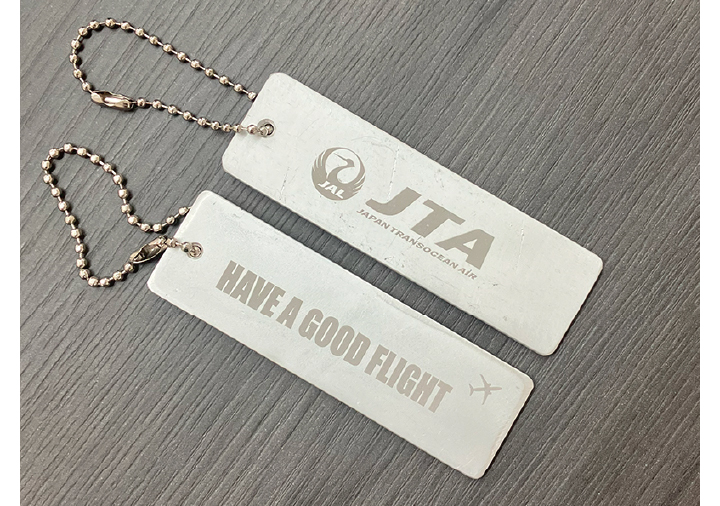 JAL
JTA
JAPAN TRANSOCEAN AIR
HAVE A GOOD FLIGHT